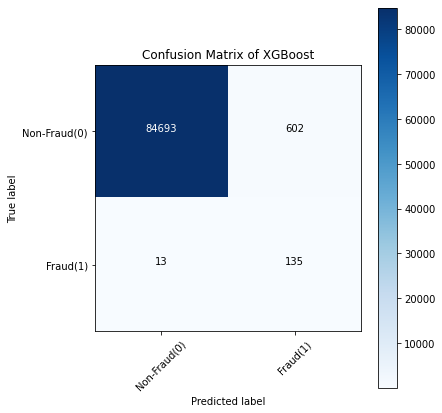 Confusion Matrix of XGBoost
True label
Non-Fraud(0)
84693
602
Fraud(1)
13
135
Non-Fraud(0)
Fraud(1)
Predicted label
80000
70000
60000
50000
40000
30000
20000
10000